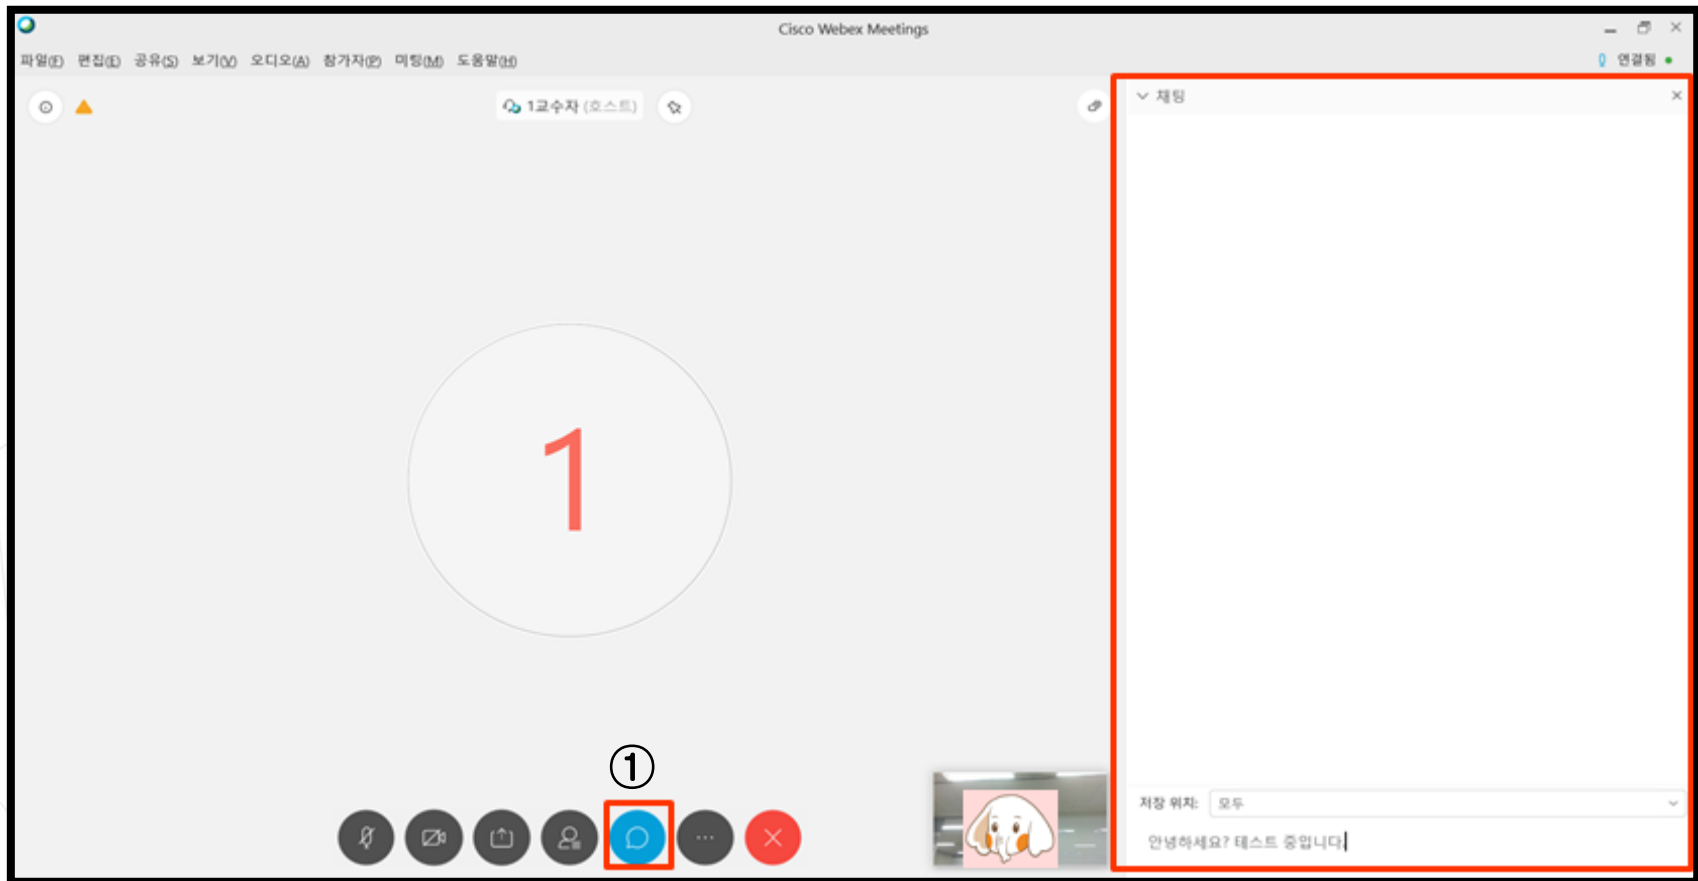 Cisco Webex Meetings
파일(F) 편집(E) 공유(S) 보기(V) 오디오(A) 참가자(P) 미팅(M) 도움말(H)
연결됨
1교수자 (호스트)
채팅
1
①
저장 위치: 모두
안녕하세요? 테스트 중입니다.